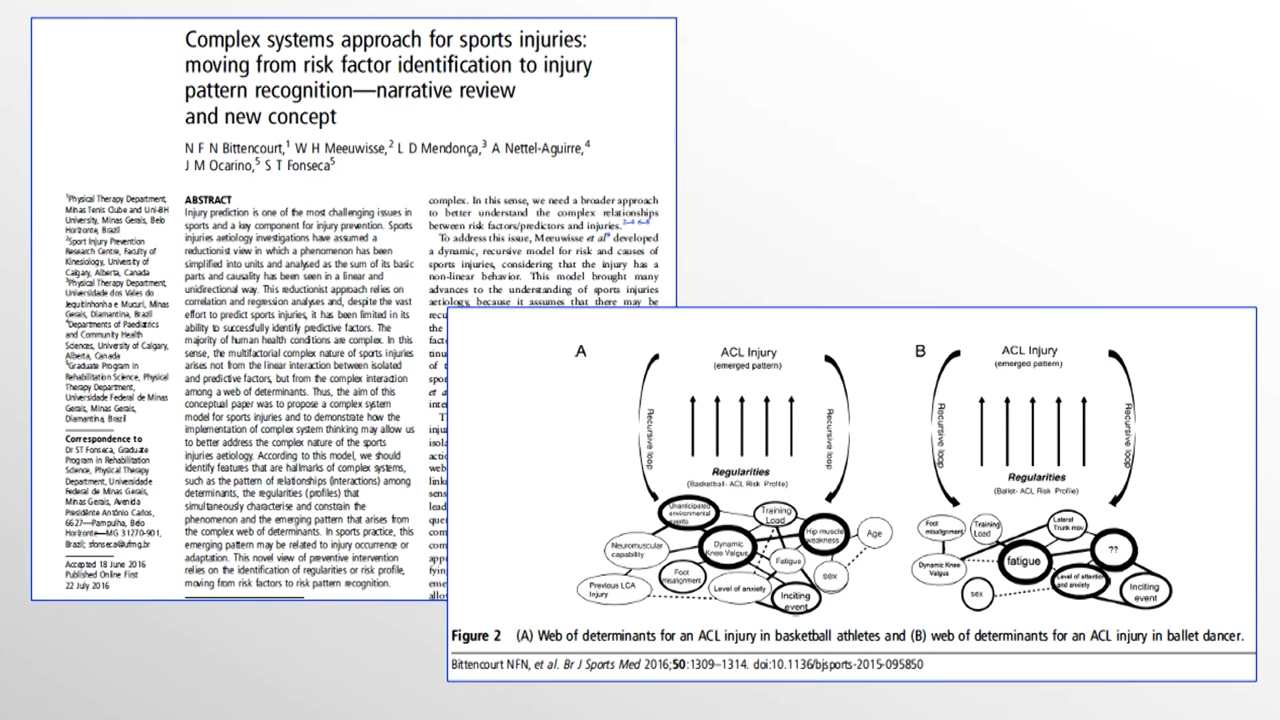 Complex systems approach for sports injuries:
moving from risk factor identification to injury
pattern recognition—narrative review
and new concept
N F N Bittencourt,1 W H Meeuwisse,2 L D Mendonça,3 A Nettel-Aguirre,4
J M Ocarino,5 S T Fonseca5
1Physical Therapy Department,
Minas Tenis Clube and Uni-BH
University, Minas Gerais, Belo
Horizonte, Brazil
2Sport Injury Prevention
Research Centre, Faculty of
Kinesiology, University of
Calgary, Alberta, Canada
3Physical Therapy Department,
Universidade dos Vales do
Jequitinhonha e Mucuri, Minas
Gerais, Diamantina, Brazil
4Departments of Paediatrics
and Community Health
Sciences, University of Calgary,
Alberta, Canada
5Graduate Program in
Rehabilitation Science, Physical
Therapy Department,
Universidade Federal de Minas
Gerais, Minas Gerais,
Diamantina, Brazil
Correspondence to
Dr ST Fonseca, Graduate
Program in Rehabilitation
Science, Physical Therapy
Department, Universidade
Federal de Minas Gerais,
Minas Gerais, Avenida
Presidente Antônio Carlos,
6627—Pampulha, Belo
Horizonte—MG 31270-901,
Brazil; sfonseca@ufmg.br
Accepted 18 June 2016
Published Online First
22 July 2016
ABSTRACT
Injury prediction is one of the most challenging issues in
sports and a key component for injury prevention. Sports
injuries aetiology investigations have assumed a
reductionist view in which a phenomenon has been
simplified into units and analysed as the sum of its basic
parts and causality has been seen in a linear and
unidirectional way. This reductionist approach relies on
correlation and regression analyses and, despite the vast
effort to predict sports injuries, it has been limited in its
ability to successfully identify predictive factors. The
majority of human health conditions are complex. In this
sense, the multifactorial complex nature of sports injuries
arises not from the linear interaction between isolated
and predictive factors, but from the complex interaction
among a web of determinants. Thus, the aim of this
conceptual paper was to propose a complex system
model for sports injuries and to demonstrate how the
implementation of complex system thinking may allow us
to better address the complex nature of the sports
injuries aetiology. According to this model, we should
identify features that are hallmarks of complex systems,
such as the pattern of relationships (interactions) among
determinants, the regularities (profiles) that
simultaneously characterise and constrain the
phenomenon and the emerging pattern that arises from
the complex web of determinants. In sports practice, this
emerging pattern may be related to injury occurrence or
adaptation. This novel view of preventive intervention
relies on the identification of regularities or risk profile,
moving from risk factors to risk pattern recognition.
complex. In this sense, we need a broader approach
to better understand the complex relationships
between risk factors/predictors and injuries.
To address this issue, Meeuwisse et al developed
a dynamic, recursive model for risk and causes of
sports injuries, considering that the injury has a
non-linear behavior. This model brought many
advances to the understanding of sports injuries
aetiology, because it assumes that there may be
A
ACL Injury
(emerged pattern)
Recursive loop
Recursive loop
Regularities
(Basketball- ACL Risk Profile)
Unanticipated
environmental
events
Training
Load
Hip muscle
weakness
Age
Neuromuscular
capability
Dynamic
Knee Valgus
Fatigue
Foot
misalignment
sex
Previous LCA
Injury
Level of anxiety
Inciting
event
B
ACL Injury
(emerged pattern)
Recursive loop
Recursive loop
Regularities
(Ballet- ACL Risk Profile)
Foot
misalignment
Training
Load
Lateral
Trunk mov
??
Dynamic Knee
Valgus
fatigue
Level of attention
and anxiety
sex
Inciting
event
Figure 2 (A) Web of determinants for an ACL injury in basketball athletes and (B) web of determinants for an ACL injury in ballet dancer.
Bittencourt NFN, et al. Br J Sports Med 2016;50:1309–1314. doi:10.1136/bjsports-2015-095850